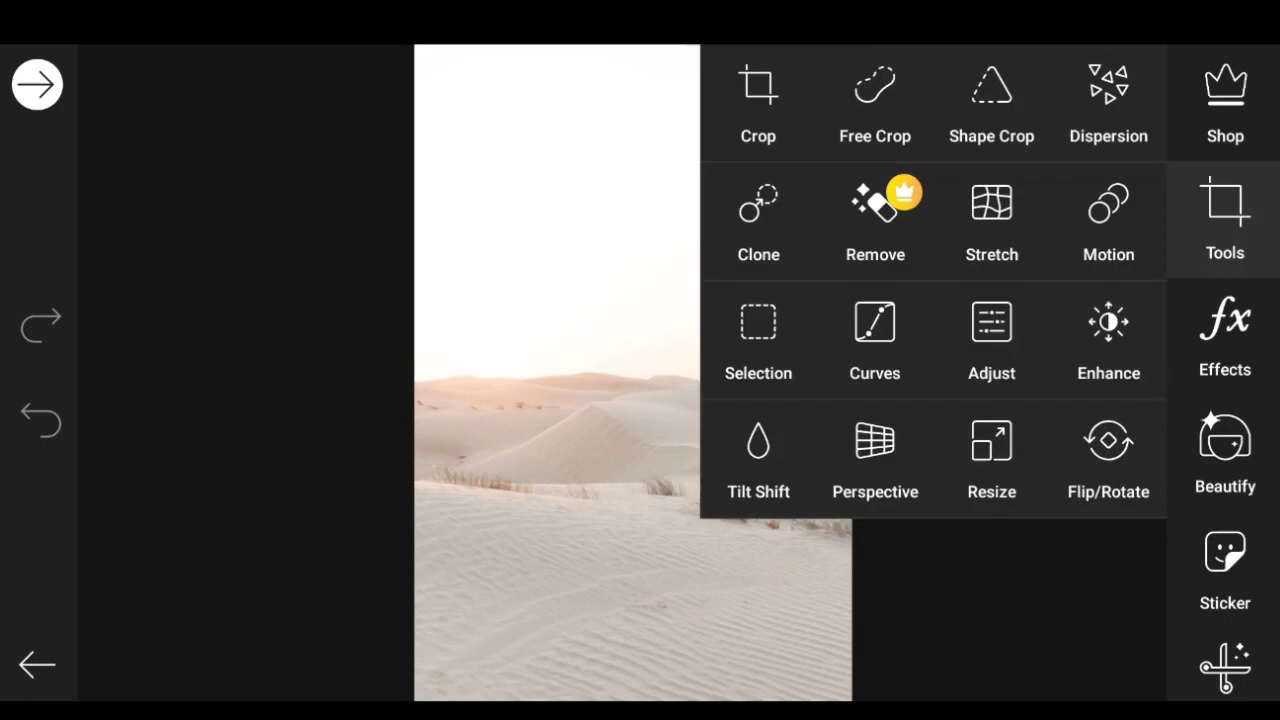 Crop Free Crop Shape Crop Dispersion Shop
Clone Remove Stretch Motion Tools
Selection Curves Adjust Enhance fx
Effects
Tilt Shift Perspective Resize Flip/Rotate Beautify
Sticker